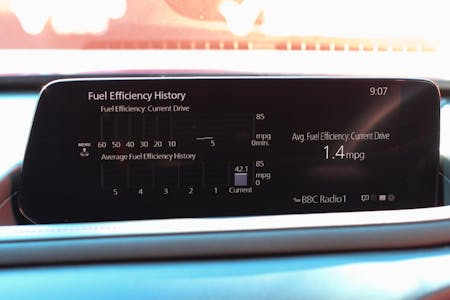 Fuel Efficiency History
9:07
Fuel Efficiency: Current Drive
85
mpg
60 50 40 30 20 10 5 0min.
MENU
Average Fuel Efficiency History
85
42.1
mpg
0
5 4 3 2 1 Current
Avg. Fuel Efficiency: Current Drive
1.4mpg
BBC Radio1